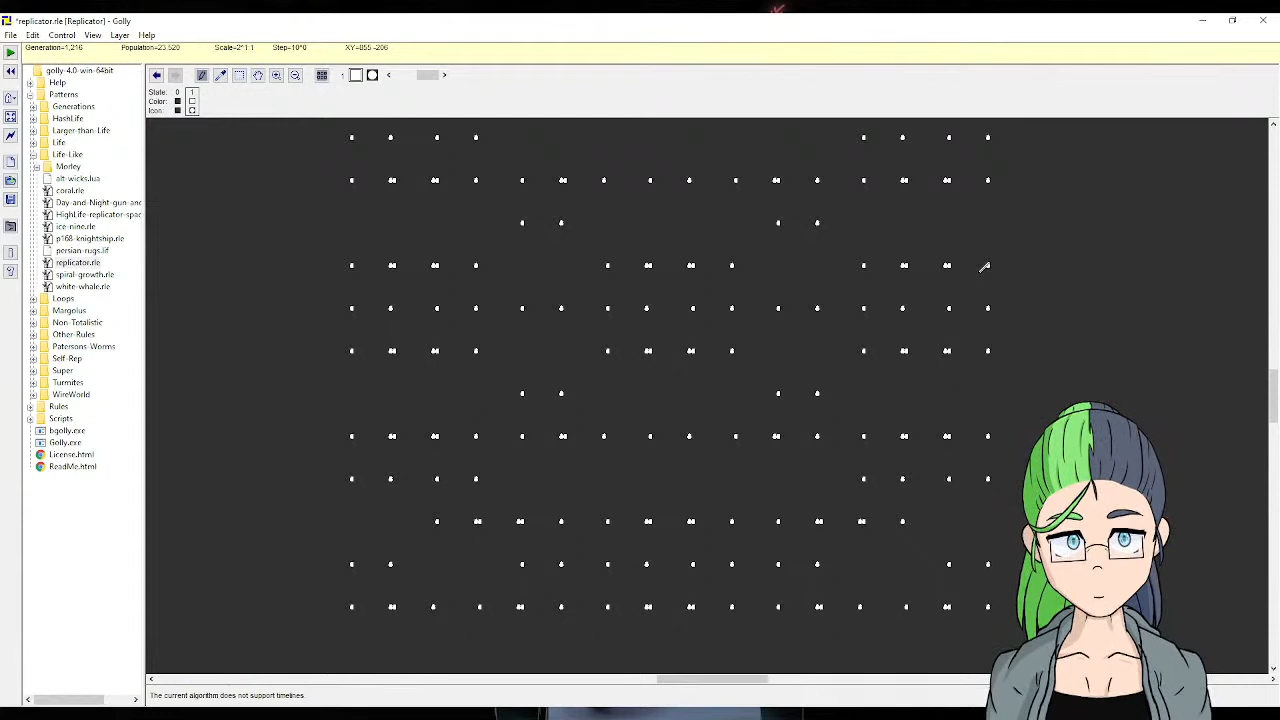 *replicator.rle [Replicator] - Golly
File Edit Control View Layer Help
Generation=1,216 Population=23,520 Scale=2^1:1 Step=10^0 XY=855 -206
golly-4.0-win-64bit
Help
Patterns
Generations
HashLife
Larger-than-Life
Life
Life-Like
Morley
alt-wicks.lua
coral.rle
Day-and-Night-gun-and
HighLife-replicator-spac
ice-nine.rle
p168-knightship.rle
persian-rugs.lif
replicator.rle
spiral-growth.rle
white-whale.rle
Loops
Margolus
Non-Totalistic
Other-Rules
Patersons-Worms
Self-Rep
Super
Turmites
WireWorld
Rules
Scripts
bgolly.exe
Golly.exe
License.html
ReadMe.html
State: 0 1
Color:
Icon:
The current algorithm does not support timelines.